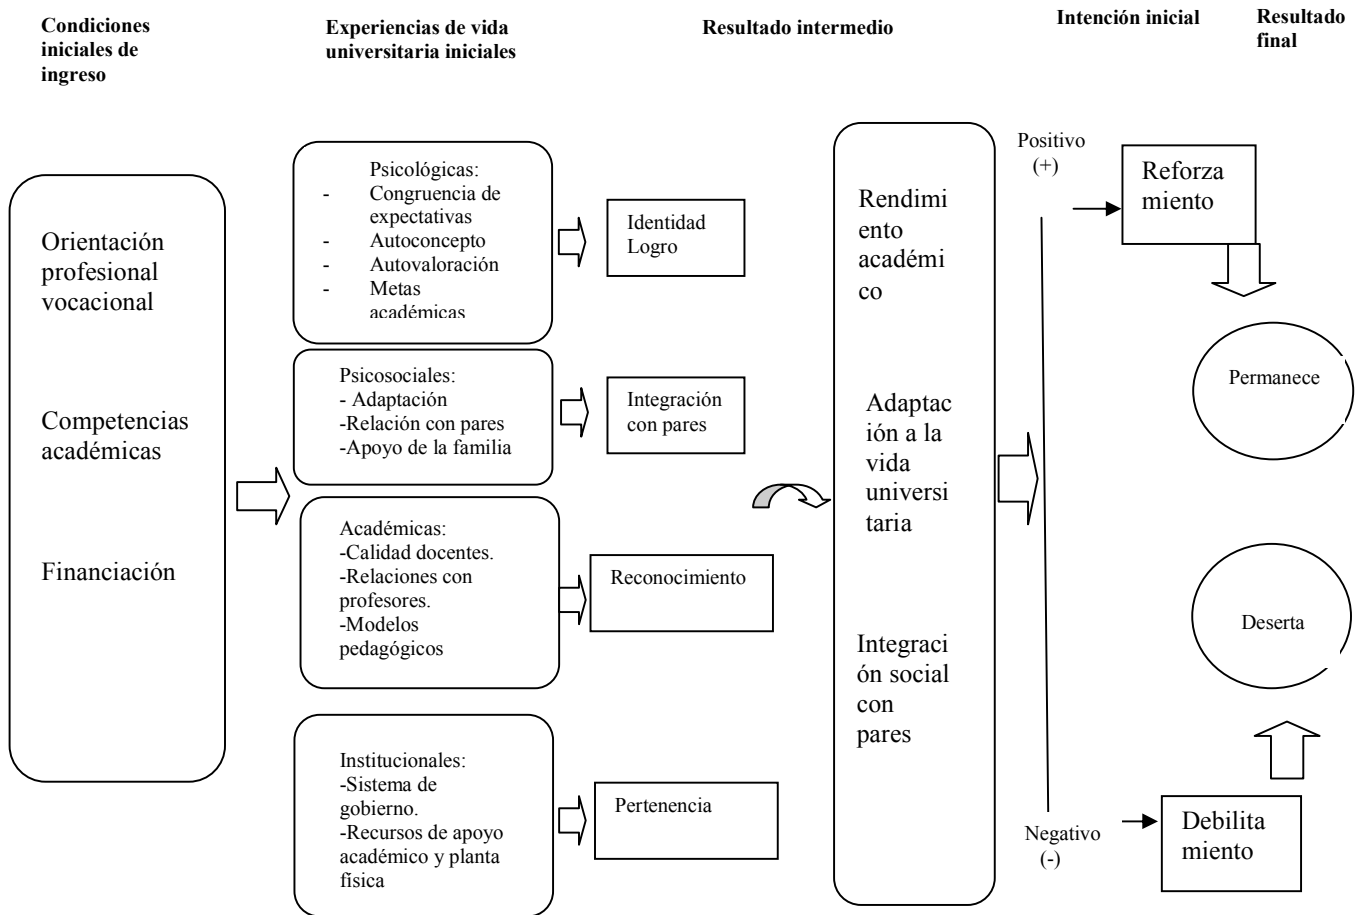 Condiciones
iniciales de
ingreso
Experiencias de vida
universitaria iniciales
Resultado intermedio
Intención inicial
Resultado
final
Orientación
profesional
vocacional
Competencias
académicas
Financiación
Psicológicas:
- Congruencia de
expectativas
- Autoconcepto
- Autovaloración
- Metas
académicas
Identidad
Logro
Psicosociales:
- Adaptación
-Relación con pares
-Apoyo de la familia
Integración
con pares
Académicas:
-Calidad docentes.
-Relaciones con
profesores.
-Modelos
pedagógicos
Reconocimiento
Institucionales:
-Sistema de
gobierno.
-Recursos de apoyo
académico y planta
física
Pertenencia
Rendimi
ento
académi
co
Adaptac
ión a la
vida
universi
taria
Integraci
ón social
con
pares
Positivo
(+)
Reforza
miento
Permanece
Deserta
Negativo
(-)
Debilita
miento